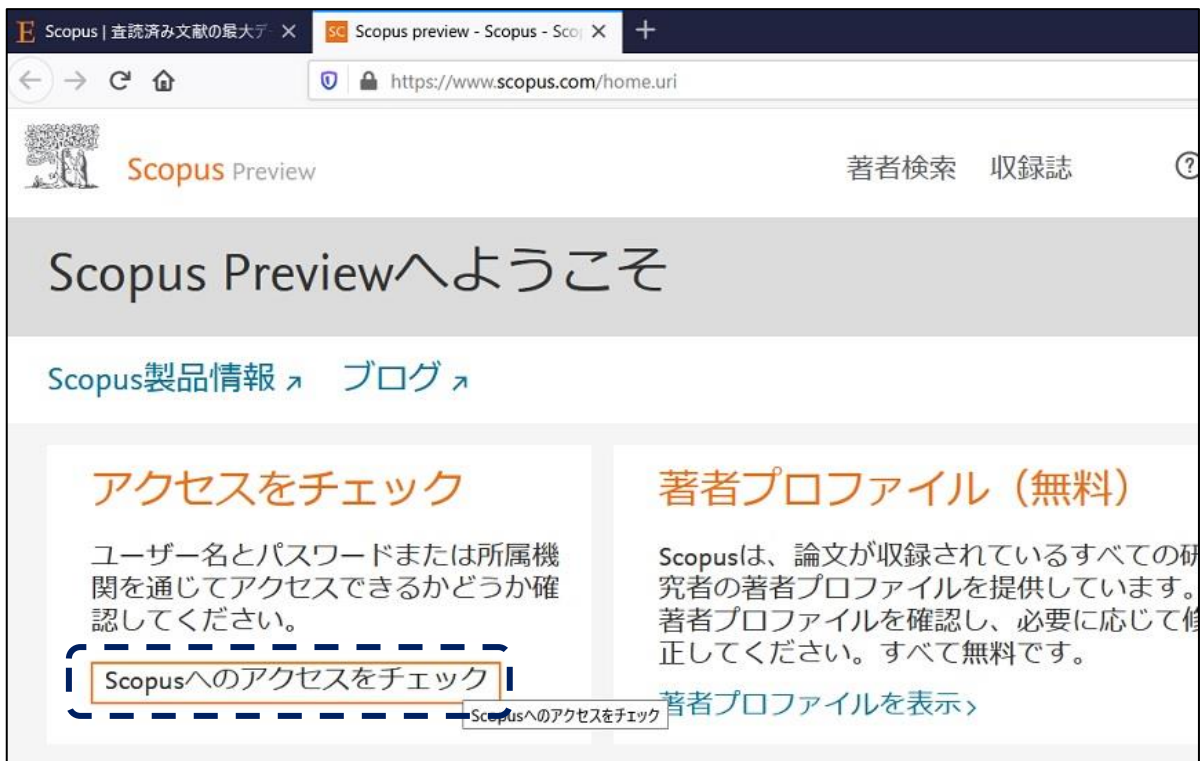 Scopus | 査読済み文献の最大デ
Scopus preview - Scopus - Sco
https://www.scopus.com/home.uri
Scopus Preview
著者検索 収録誌
Scopus Previewへようこそ
Scopus製品情報 ブログ
アクセスをチェック
ユーザー名とパスワードまたは所属機
関を通じてアクセスできるかどうか確
認してください。
Scopusへのアクセスをチェック
Scopusへのアクセスをチェック
著者プロファイル（無料）
Scopusは、論文が収録されているすべての研
究者の著者プロファイルを提供しています。
著者プロファイルを確認し、必要に応じて修
正してください。すべて無料です。
著者プロファイルを表示›